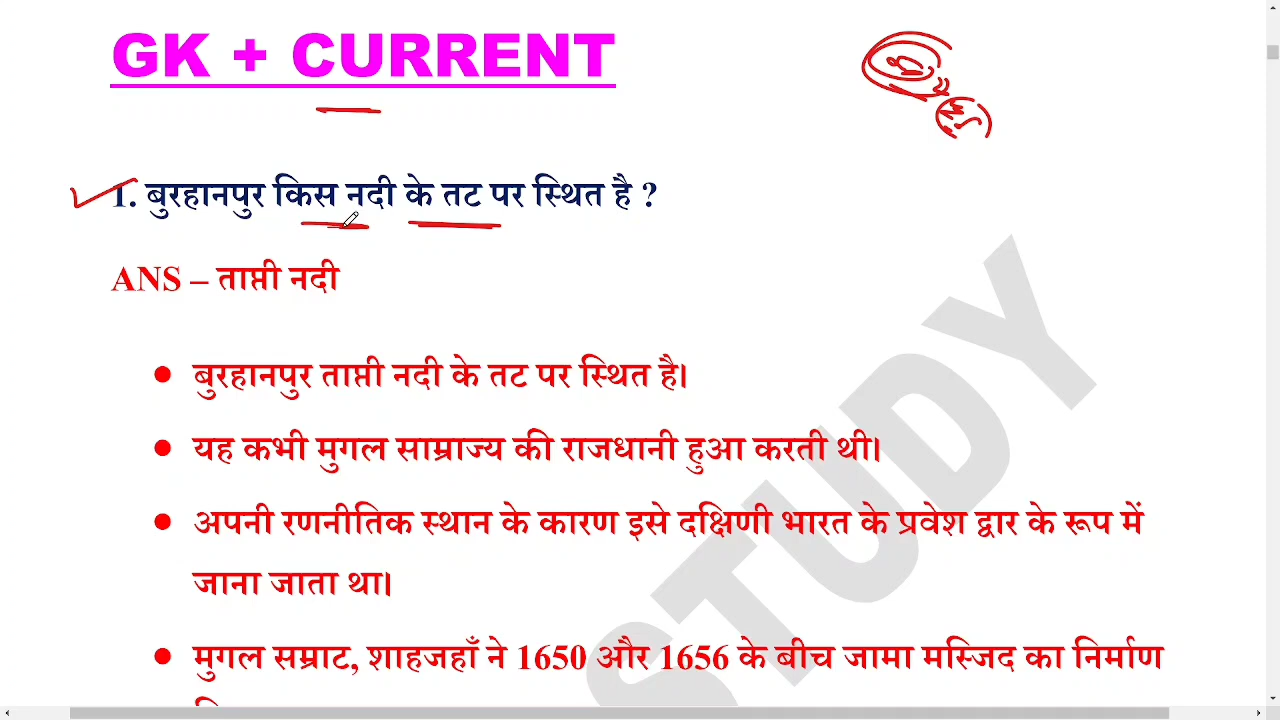 GK + CURRENT
1. बुरहानपुर किस नदी के तट पर स्थित है ?
ANS – ताप्ती नदी
• बुरहानपुर ताप्ती नदी के तट पर स्थित है।
• यह कभी मुगल साम्राज्य की राजधानी हुआ करती थी।
• अपनी रणनीतिक स्थान के कारण इसे दक्षिणी भारत के प्रवेश द्वार के रूप में
जाना जाता था।
• मुगल सम्राट, शाहजहाँ ने 1650 और 1656 के बीच जामा मस्जिद का निर्माण
STUDY